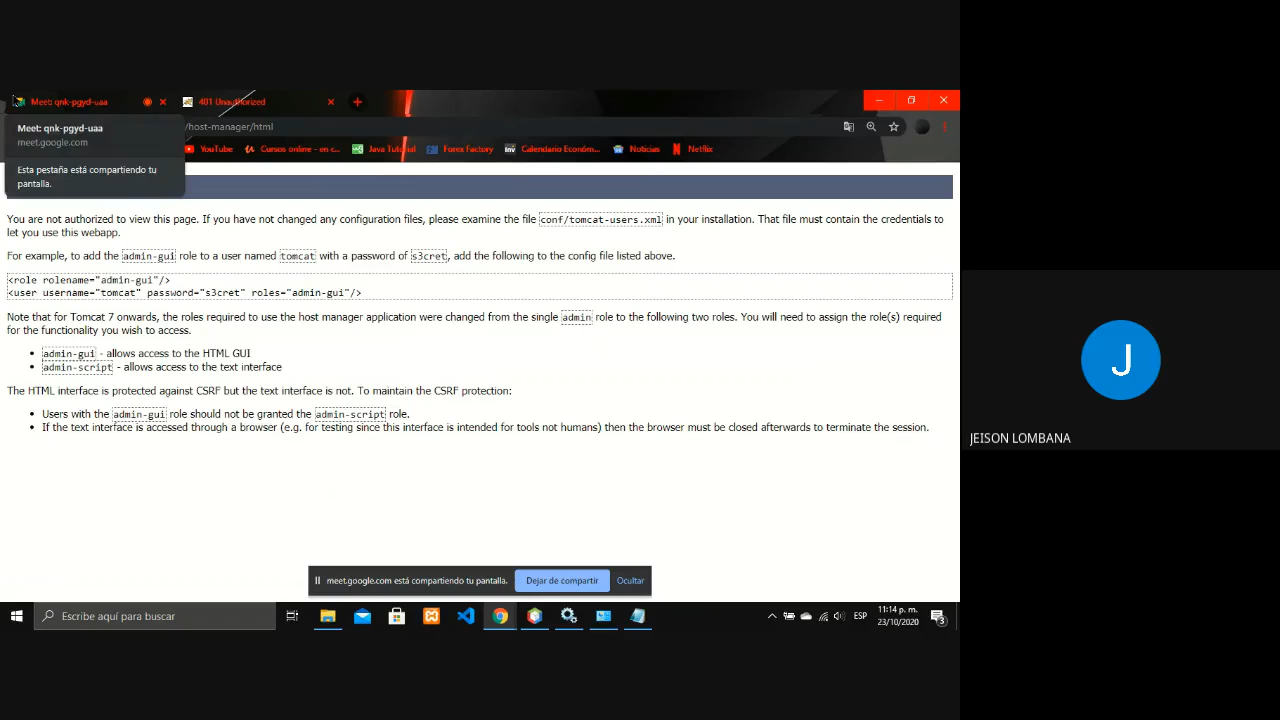 Meet: qnk-pgyd-uaa
401 Unauthorized
Meet: qnk-pgyd-uaa
meet.google.com
Esta pestaña está compartiendo tu
pantalla.
/host-manager/html
YouTube
Cursos online - en c...
Java Tutorial
Forex Factory
inv Calendario Económ...
Noticias
N Netflix
You are not authorized to view this page. If you have not changed any configuration files, please examine the file conf/tomcat-users.xml in your installation. That file must contain the credentials to
let you use this webapp.
For example, to add the admin-gui role to a user named tomcat with a password of s3cret, add the following to the config file listed above.
<role rolename="admin-gui"/>
<user username="tomcat" password="s3cret" roles="admin-gui"/>
Note that for Tomcat 7 onwards, the roles required to use the host manager application were changed from the single admin role to the following two roles. You will need to assign the role(s) required
for the functionality you wish to access.
• admin-gui - allows access to the HTML GUI
• admin-script - allows access to the text interface
The HTML interface is protected against CSRF but the text interface is not. To maintain the CSRF protection:
• Users with the admin-gui role should not be granted the admin-script role.
• If the text interface is accessed through a browser (e.g. for testing since this interface is intended for tools not humans) then the browser must be closed afterwards to terminate the session.
meet.google.com está compartiendo tu pantalla.
Dejar de compartir
Ocultar
Escribe aquí para buscar
ESP
11:14 p. m.
23/10/2020
3
J
JEISON LOMBANA